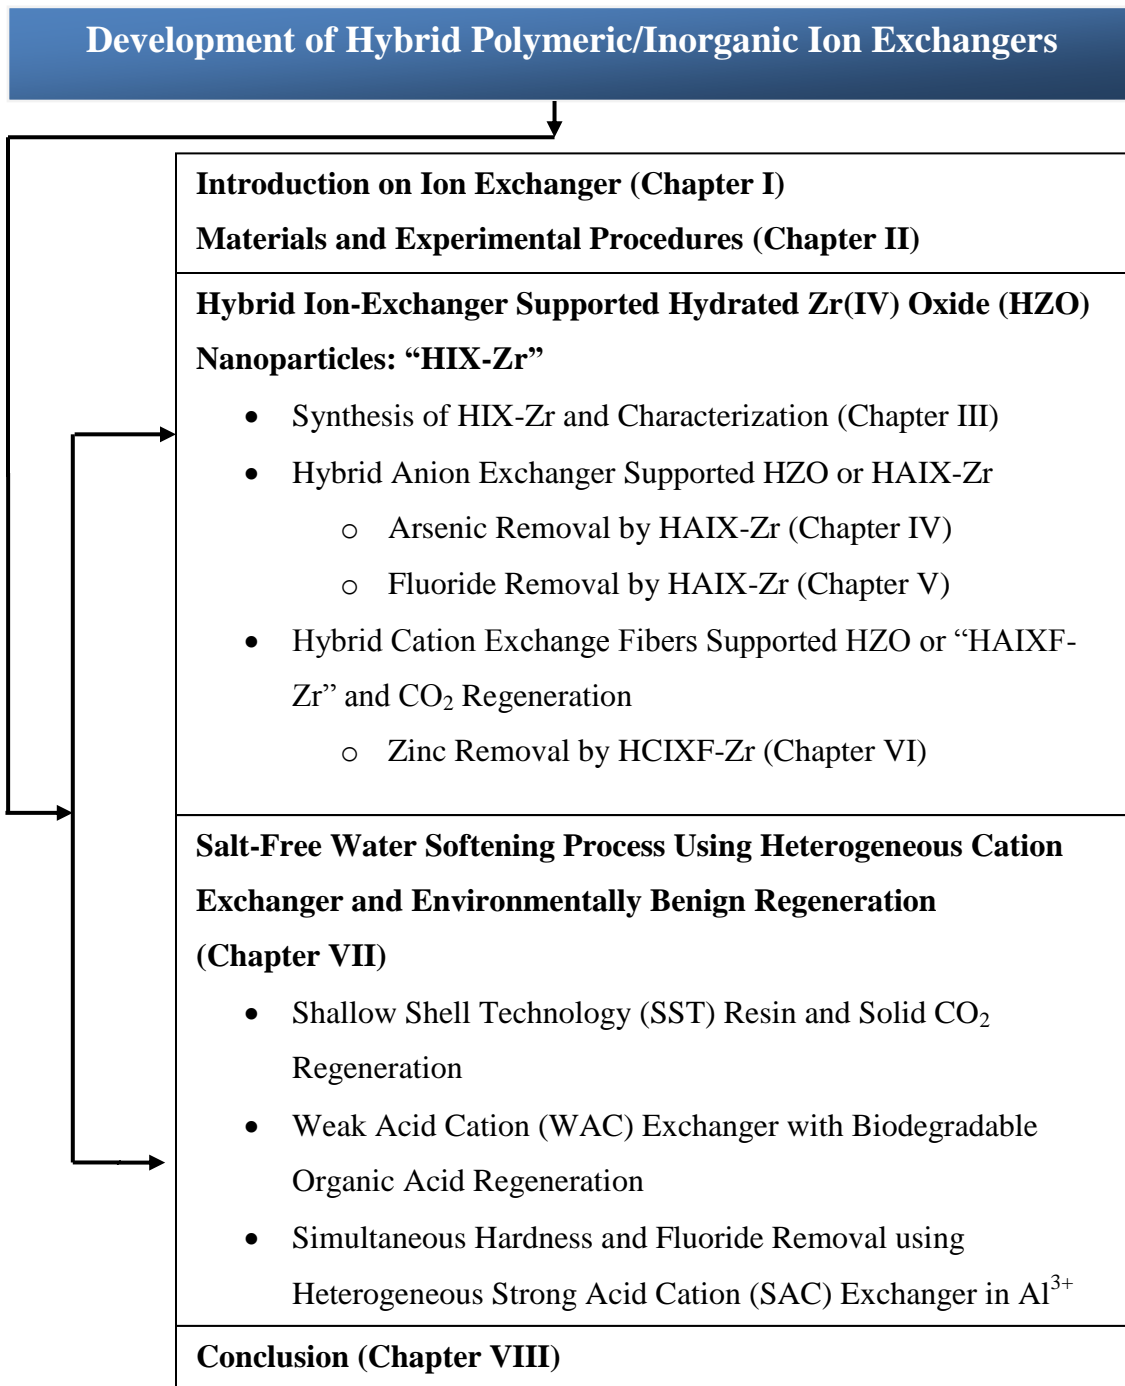 Development of Hybrid Polymeric/Inorganic Ion Exchangers
Introduction on Ion Exchanger (Chapter I)
Materials and Experimental Procedures (Chapter II)
Hybrid Ion-Exchanger Supported Hydrated Zr(IV) Oxide (HZO)
Nanoparticles: “HIX-Zr”
• Synthesis of HIX-Zr and Characterization (Chapter III)
• Hybrid Anion Exchanger Supported HZO or HAIX-Zr
o Arsenic Removal by HAIX-Zr (Chapter IV)
o Fluoride Removal by HAIX-Zr (Chapter V)
• Hybrid Cation Exchange Fibers Supported HZO or “HAIXF-
Zr” and CO₂ Regeneration
o Zinc Removal by HCIXF-Zr (Chapter VI)
Salt-Free Water Softening Process Using Heterogeneous Cation
Exchanger and Environmentally Benign Regeneration
(Chapter VII)
• Shallow Shell Technology (SST) Resin and Solid CO₂
Regeneration
• Weak Acid Cation (WAC) Exchanger with Biodegradable
Organic Acid Regeneration
• Simultaneous Hardness and Fluoride Removal using
Heterogeneous Strong Acid Cation (SAC) Exchanger in Al³⁺
Conclusion (Chapter VIII)